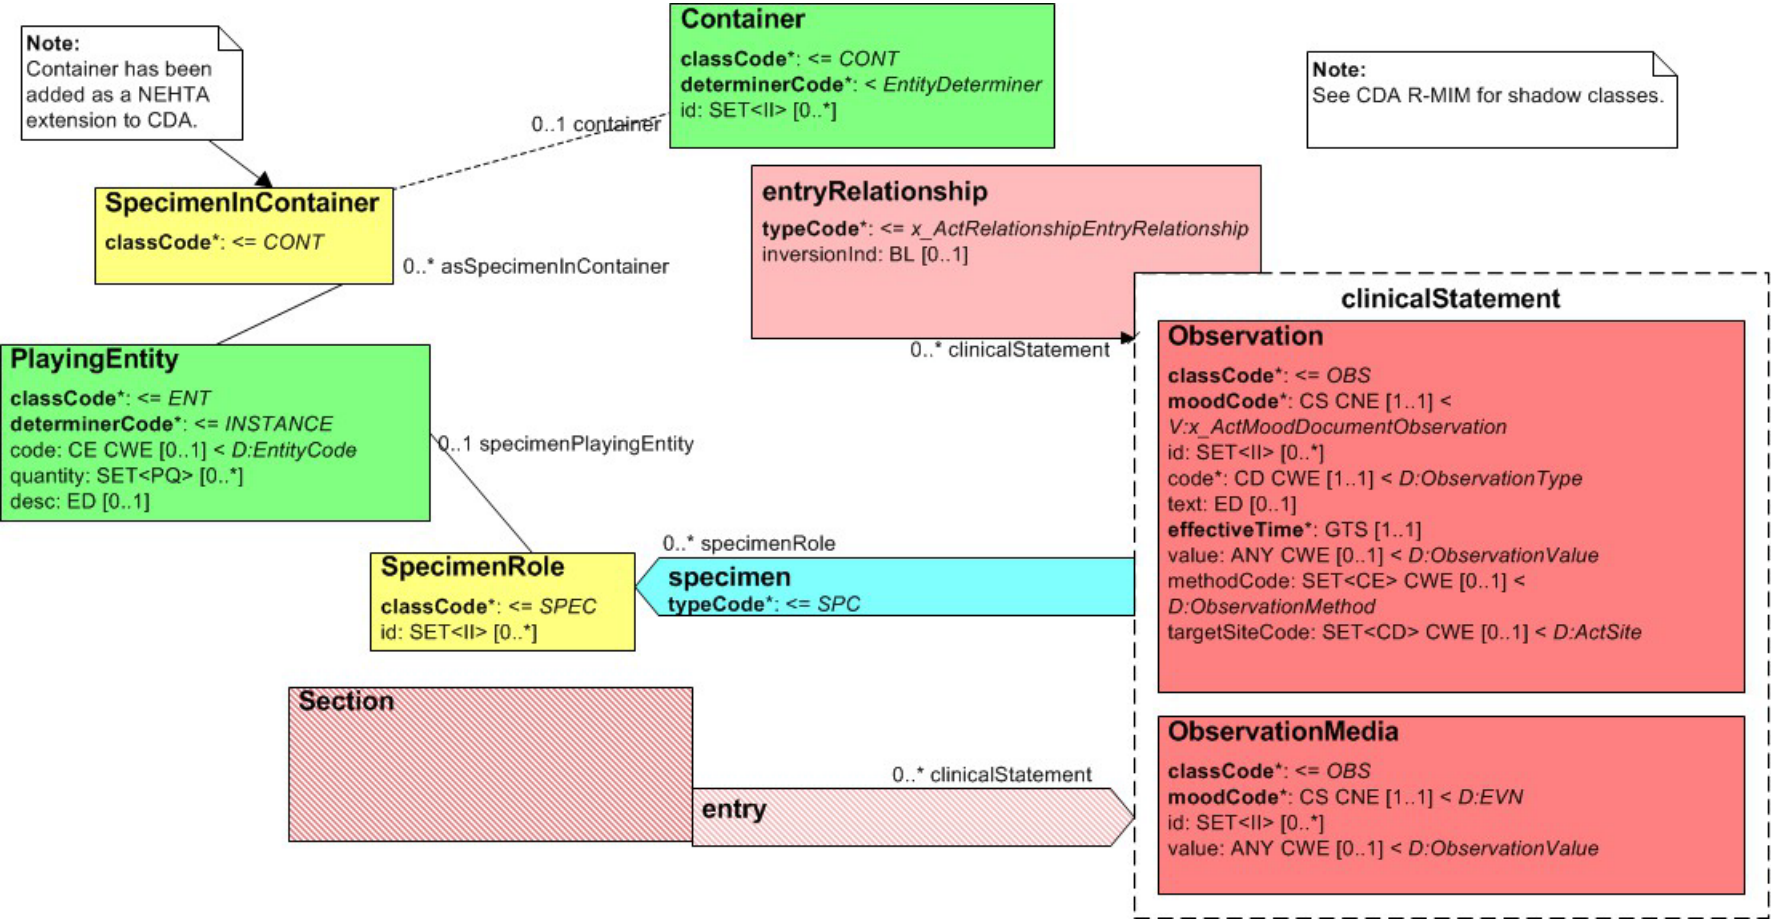 Note:
Container has been
added as a NEHTA
extension to CDA.
Container
classCode*: <= CONT
determinerCode*: < EntityDeterminer
id: SET<II> [0..*]
Note:
See CDA R-MIM for shadow classes.
0..1 container
SpecimenInContainer
classCode*: <= CONT
0..* asSpecimenInContainer
entryRelationship
typeCode*: <= x_ActRelationshipEntryRelationship
inversionInd: BL [0..1]
0..* clinicalStatement
PlayingEntity
classCode*: <= ENT
determinerCode*: <= INSTANCE
code: CE CWE [0..1] < D:EntityCode
quantity: SET<PQ> [0..*]
desc: ED [0..1]
0..1 specimenPlayingEntity
clinicalStatement
Observation
classCode*: <= OBS
moodCode*: CS CNE [1..1] <
V:x_ActMoodDocumentObservation
id: SET<II> [0..*]
code*: CD CWE [1..1] < D:ObservationType
text: ED [0..1]
effectiveTime*: GTS [1..1]
value: ANY CWE [0..1] < D:ObservationValue
methodCode: SET<CE> CWE [0..1] <
D:ObservationMethod
targetSiteCode: SET<CD> CWE [0..1] < D:ActSite
0..* specimenRole
specimen
typeCode*: <= SPC
SpecimenRole
classCode*: <= SPEC
id: SET<II> [0..*]
Section
0..* clinicalStatement
entry
ObservationMedia
classCode*: <= OBS
moodCode*: CS CNE [1..1] < D:EVN
id: SET<II> [0..*]
value: ANY CWE [0..1] < D:ObservationValue